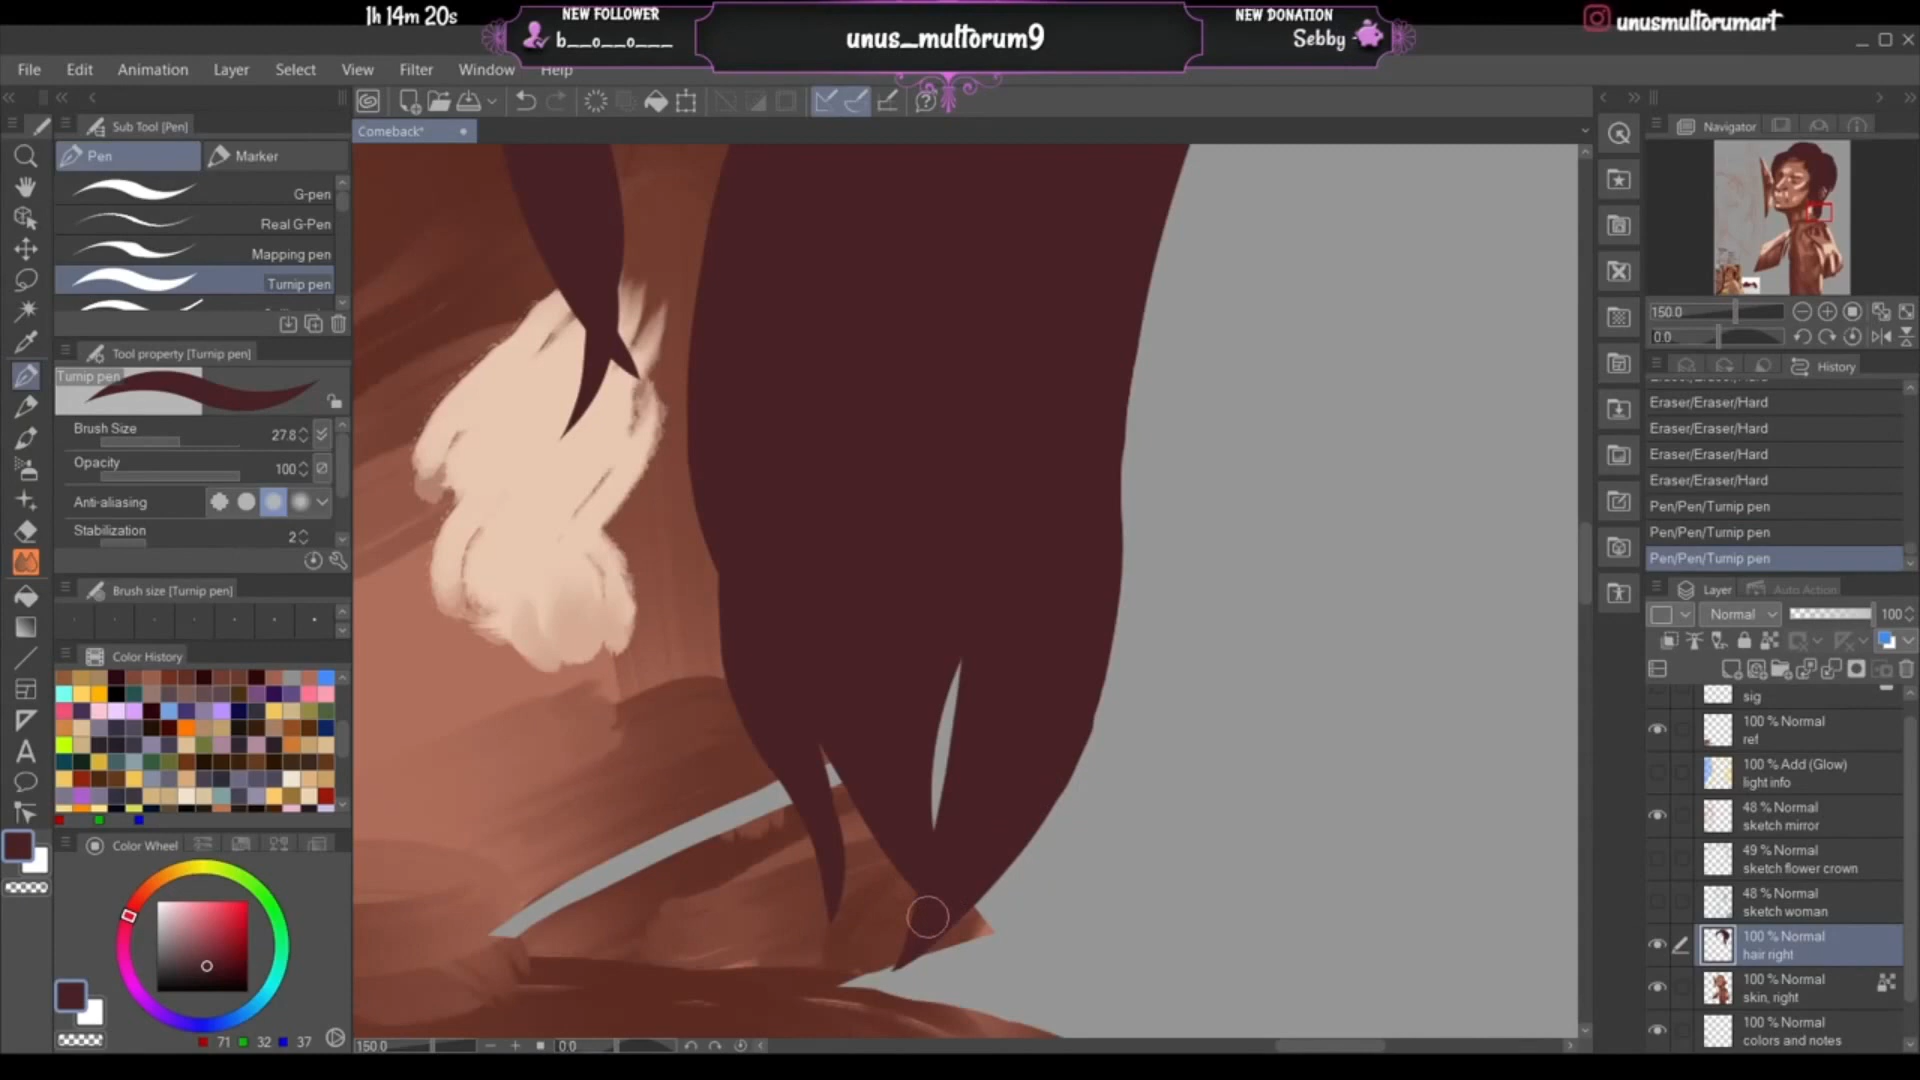 1h 14m 20s
NEW FOLLOWER
b__o__o___
unus_multorum9
NEW DONATION
Sebby
unusmultorumart
File Edit Animation Layer Select View Filter Window Help
Comeback*
Sub Tool [Pen]
Pen Marker
G-pen
Real G-Pen
Mapping pen
Turnip pen
Tool property [Turnip pen]
Turnip pen
Brush Size 27.8
Opacity 100
Anti-aliasing
Stabilization 2
Brush size [Turnip pen]
Color History
Color Wheel
71 32 37
150.0 0.0
Navigator
150.0
0.0
History
Eraser/Eraser/Hard
Eraser/Eraser/Hard
Eraser/Eraser/Hard
Eraser/Eraser/Hard
Pen/Pen/Turnip pen
Pen/Pen/Turnip pen
Pen/Pen/Turnip pen
Layer Auto Action
Normal 100
sig
100 % Normal
ref
100 % Add (Glow)
light info
48 % Normal
sketch mirror
49 % Normal
sketch flower crown
48 % Normal
sketch woman
100 % Normal
hair right
100 % Normal
skin, right
100 % Normal
colors and notes